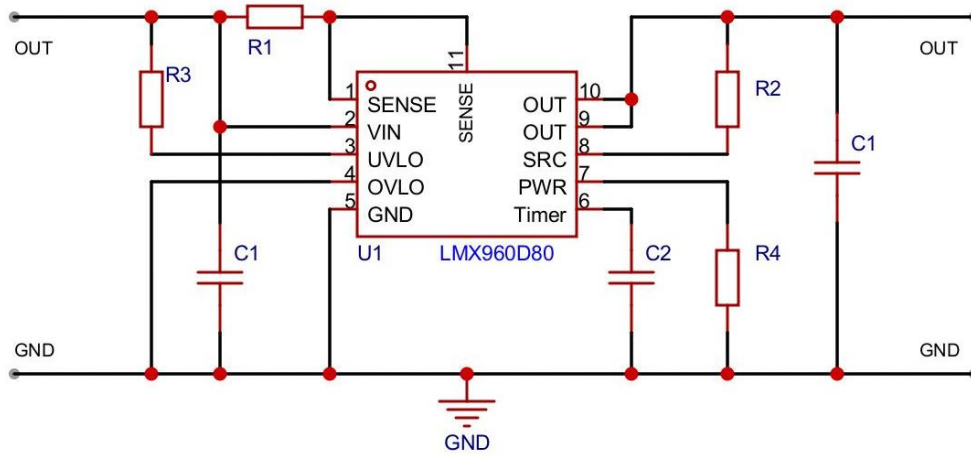 OUT
R1
11
OUT
R3
1
SENSE
SENSE
OUT
10
R2
2
VIN
OUT
9
3
UVLO
SRC
8
C1
4
OVLO
PWR
7
5
GND
Timer
6
C1
U1
LMX960D80
C2
R4
GND
GND
GND